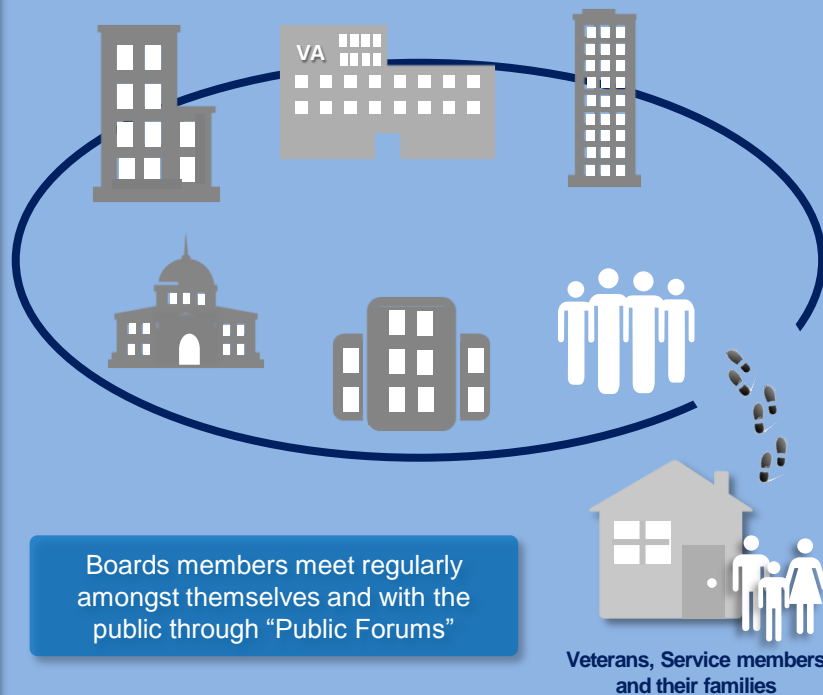 VA
Boards members meet regularly
amongst themselves and with the
public through “Public Forums”
Veterans, Service members
and their families